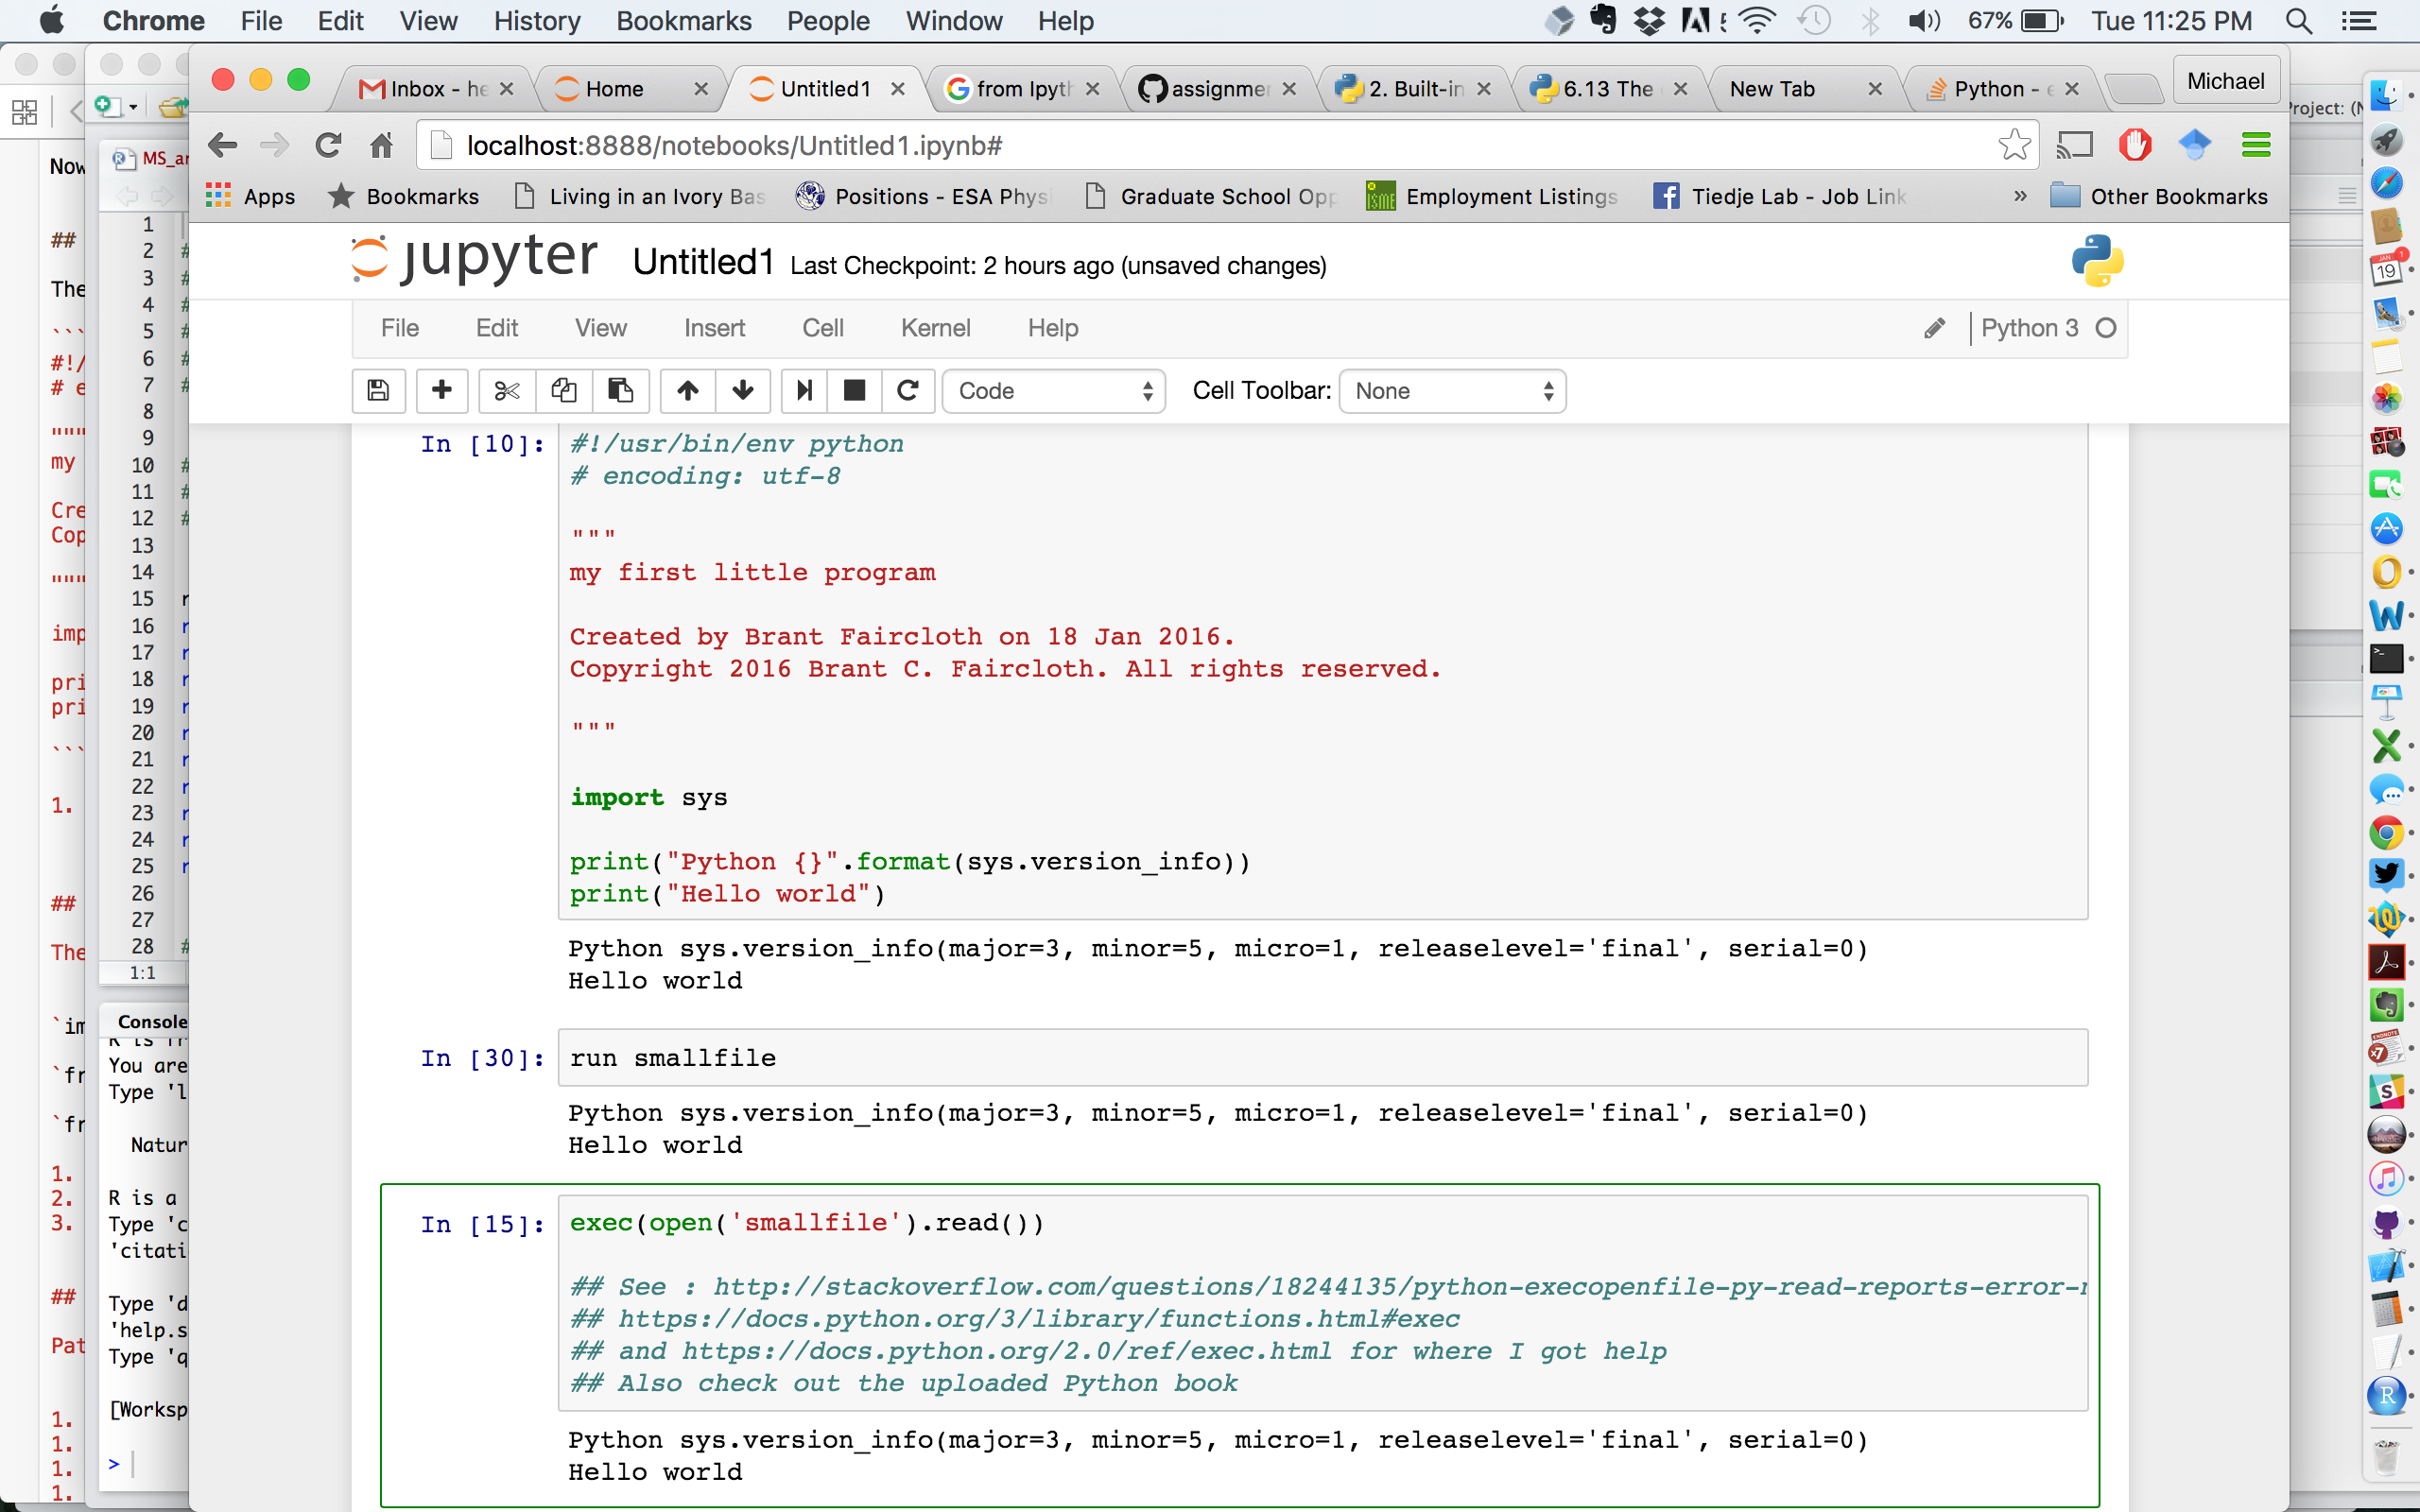 Chrome File Edit View History Bookmarks People Window Help 67% Tue 11:25 PM
Inbox - he Home Untitled1 from Ipyth assignmen 2. Built-in 6.13 The New Tab Python - e Michael
localhost:8888/notebooks/Untitled1.ipynb#
Apps Bookmarks Living in an Ivory Bas Positions - ESA Physi Graduate School Opp Employment Listings Tiedje Lab - Job Link » Other Bookmarks
jupyter Untitled1 Last Checkpoint: 2 hours ago (unsaved changes)
File Edit View Insert Cell Kernel Help Python 3
Code Cell Toolbar: None
In [10]: #!/usr/bin/env python
# encoding: utf-8
"""
my first little program
Created by Brant Faircloth on 18 Jan 2016.
Copyright 2016 Brant C. Faircloth. All rights reserved.
"""
import sys
print("Python {}".format(sys.version_info))
print("Hello world")
Python sys.version_info(major=3, minor=5, micro=1, releaselevel='final', serial=0)
Hello world
In [30]: run smallfile
Python sys.version_info(major=3, minor=5, micro=1, releaselevel='final', serial=0)
Hello world
In [15]: exec(open('smallfile').read())
## See : http://stackoverflow.com/questions/18244135/python-execopenfile-py-read-reports-error-
## https://docs.python.org/3/library/functions.html#exec
## and https://docs.python.org/2.0/ref/exec.html for where I got help
## Also check out the uploaded Python book
Python sys.version_info(major=3, minor=5, micro=1, releaselevel='final', serial=0)
Hello world
Now
##
The
```
#!/
# e
"""
my
Cre
Cop
"""
imp
pri
pri
```
1.
##
The
`im
`fr
`fr
1.
2.
3.
##
Pat
1.
1.
1.
1.
MS_ar
1
2 #
3 #
4 #
5 #
6 #
7 #
8
9
10 #
11 #
12 #
13
14
15 r
16 r
17 r
18 r
19 r
20 r
21 r
22 r
23 r
24 r
25 r
26
27
28 #
1:1
Console
You are
Type 'l
Natur
R is a
Type 'c
'citati
Type 'd
'help.s
Type 'q
[Worksp
>
Project: (N
JAN
19
1